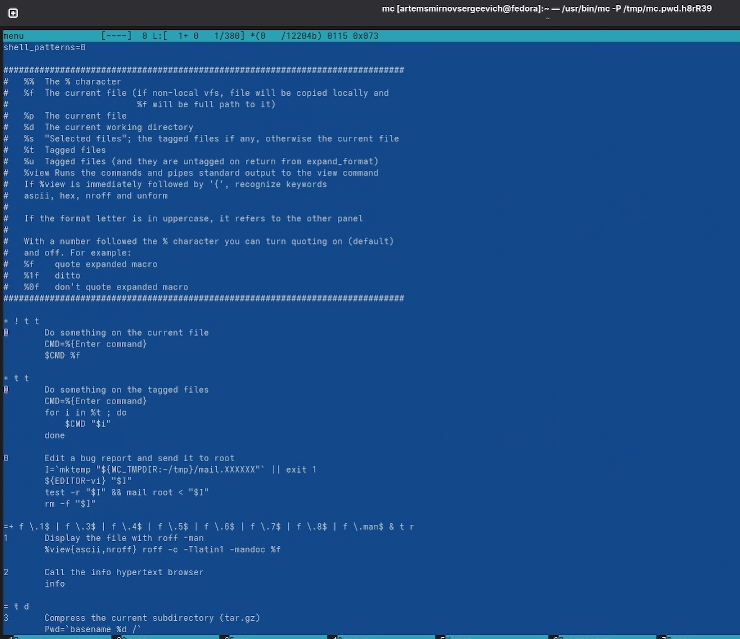 mc [artemsmirnovsergeevich@fedora]:~ — /usr/bin/mc -P /tmp/mc.pwd.h8rR39
menu [----] 0 L:[ 1+ 0 1/380] *(0 /12204b) 0115 0x073
shell_patterns=0
################################################################################
# %% The % character
# %f The current file (if non-local vfs, file will be copied locally and
# %f will be full path to it)
# %p The current file
# %d The current working directory
# %s "Selected files"; the tagged files if any, otherwise the current file
# %t Tagged files
# %u Tagged files (and they are untagged on return from expand_format)
# %view Runs the commands and pipes standard output to the view command
# If %view is immediately followed by '{', recognize keywords
# ascii, hex, nroff and unform
#
# If the format letter is in uppercase, it refers to the other panel
#
# With a number followed the % character you can turn quoting on (default)
# and off. For example:
# %f quote expanded macro
# %1f ditto
# %0f don't quote expanded macro
################################################################################
+ ! t t
@ Do something on the current file
CMD=%{Enter command}
$CMD %f
+ t t
@ Do something on the tagged files
CMD=%{Enter command}
for i in %t ; do
$CMD "$i"
done
0 Edit a bug report and send it to root
I=`mktemp "${MC_TMPDIR:-/tmp}/mail.XXXXXX"` || exit 1
${EDITOR-vi} "$I"
test -r "$I" && mail root < "$I"
rm -f "$I"
=+ f \.1$ | f \.3$ | f \.4$ | f \.5$ | f \.6$ | f \.7$ | f \.8$ | f \.man$ & t r
1 Display the file with roff -man
%view{ascii,nroff} roff -c -Tlatin1 -mandoc %f
2 Call the info hypertext browser
info
= t d
3 Compress the current subdirectory (tar.gz)
Pwd=`basename %d /`